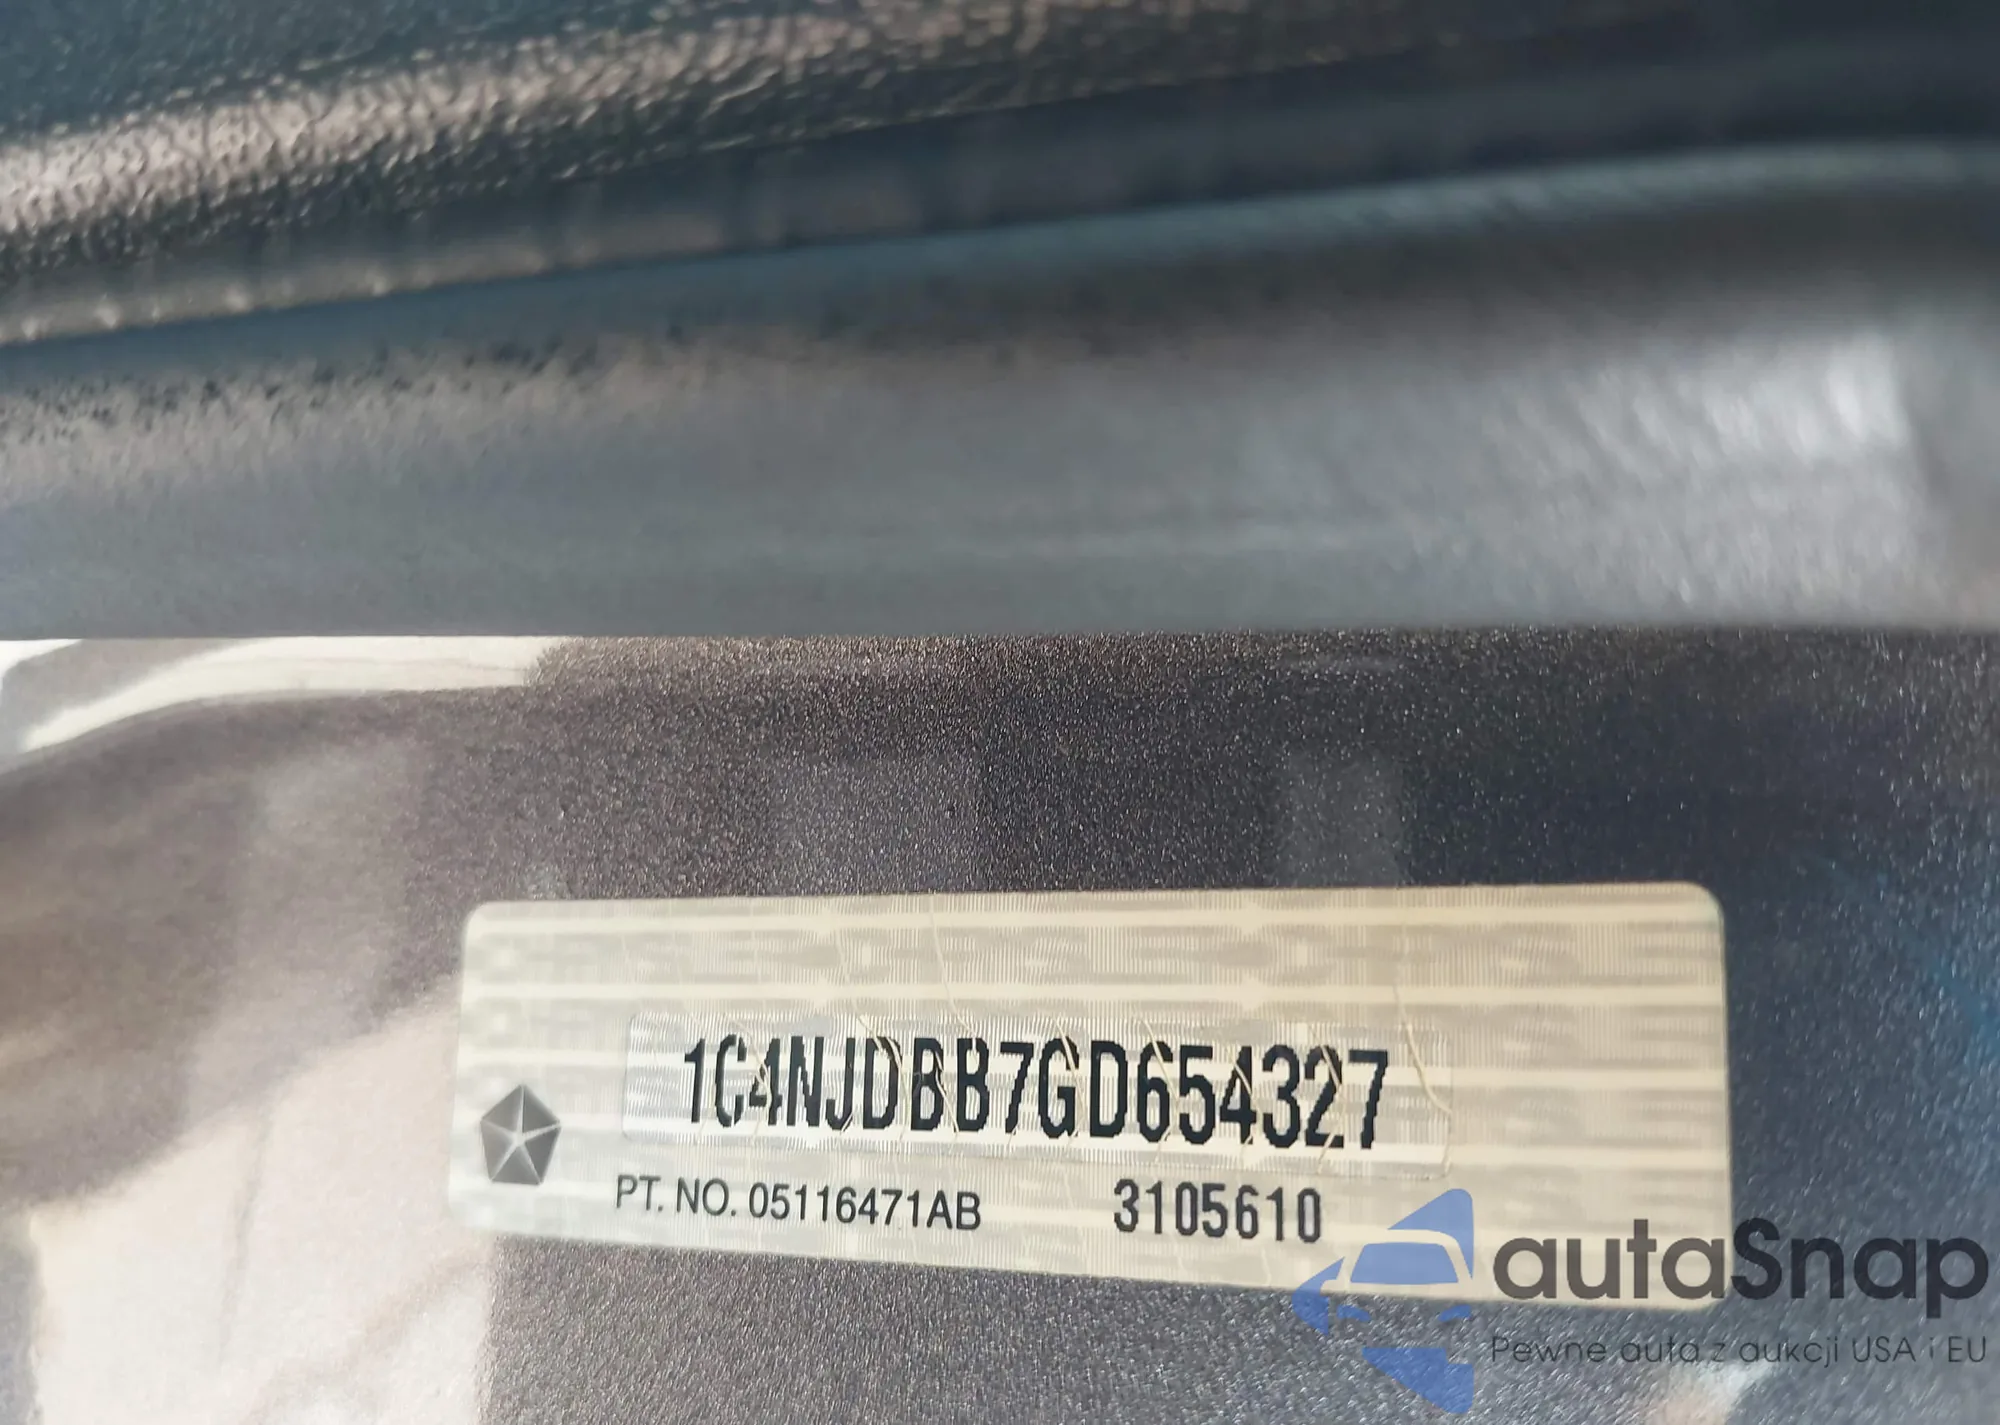 1C4NJDBB7GD654327
PT. NO. 05116471AB 3105610
autaSnap
Pewne auta z aukcji USA i EU